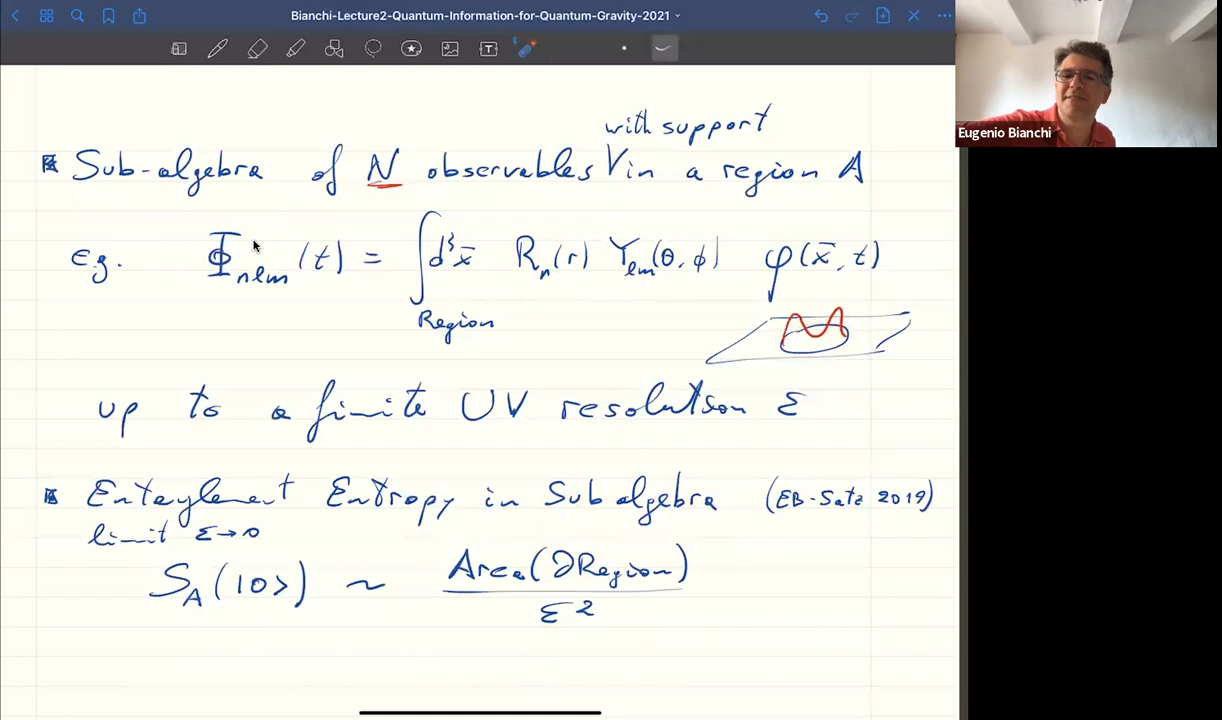 Bianchi-Lecture2-Quantum-Information-for-Quantum-Gravity-2021
Eugenio Bianchi
with support
Sub-algebra of N observables V in a region A
e.g. Φnlm (t) = ∫ d³x̄ Rn(r) Ylm(θ, ϕ) φ(x̄, t)
Region
up to a finite UV resolution ε
Entanglement Entropy in Subalgebra (EB-Satz 2019)
limit ε→0
SA(|0>) ~ Area(∂Region)
ε²